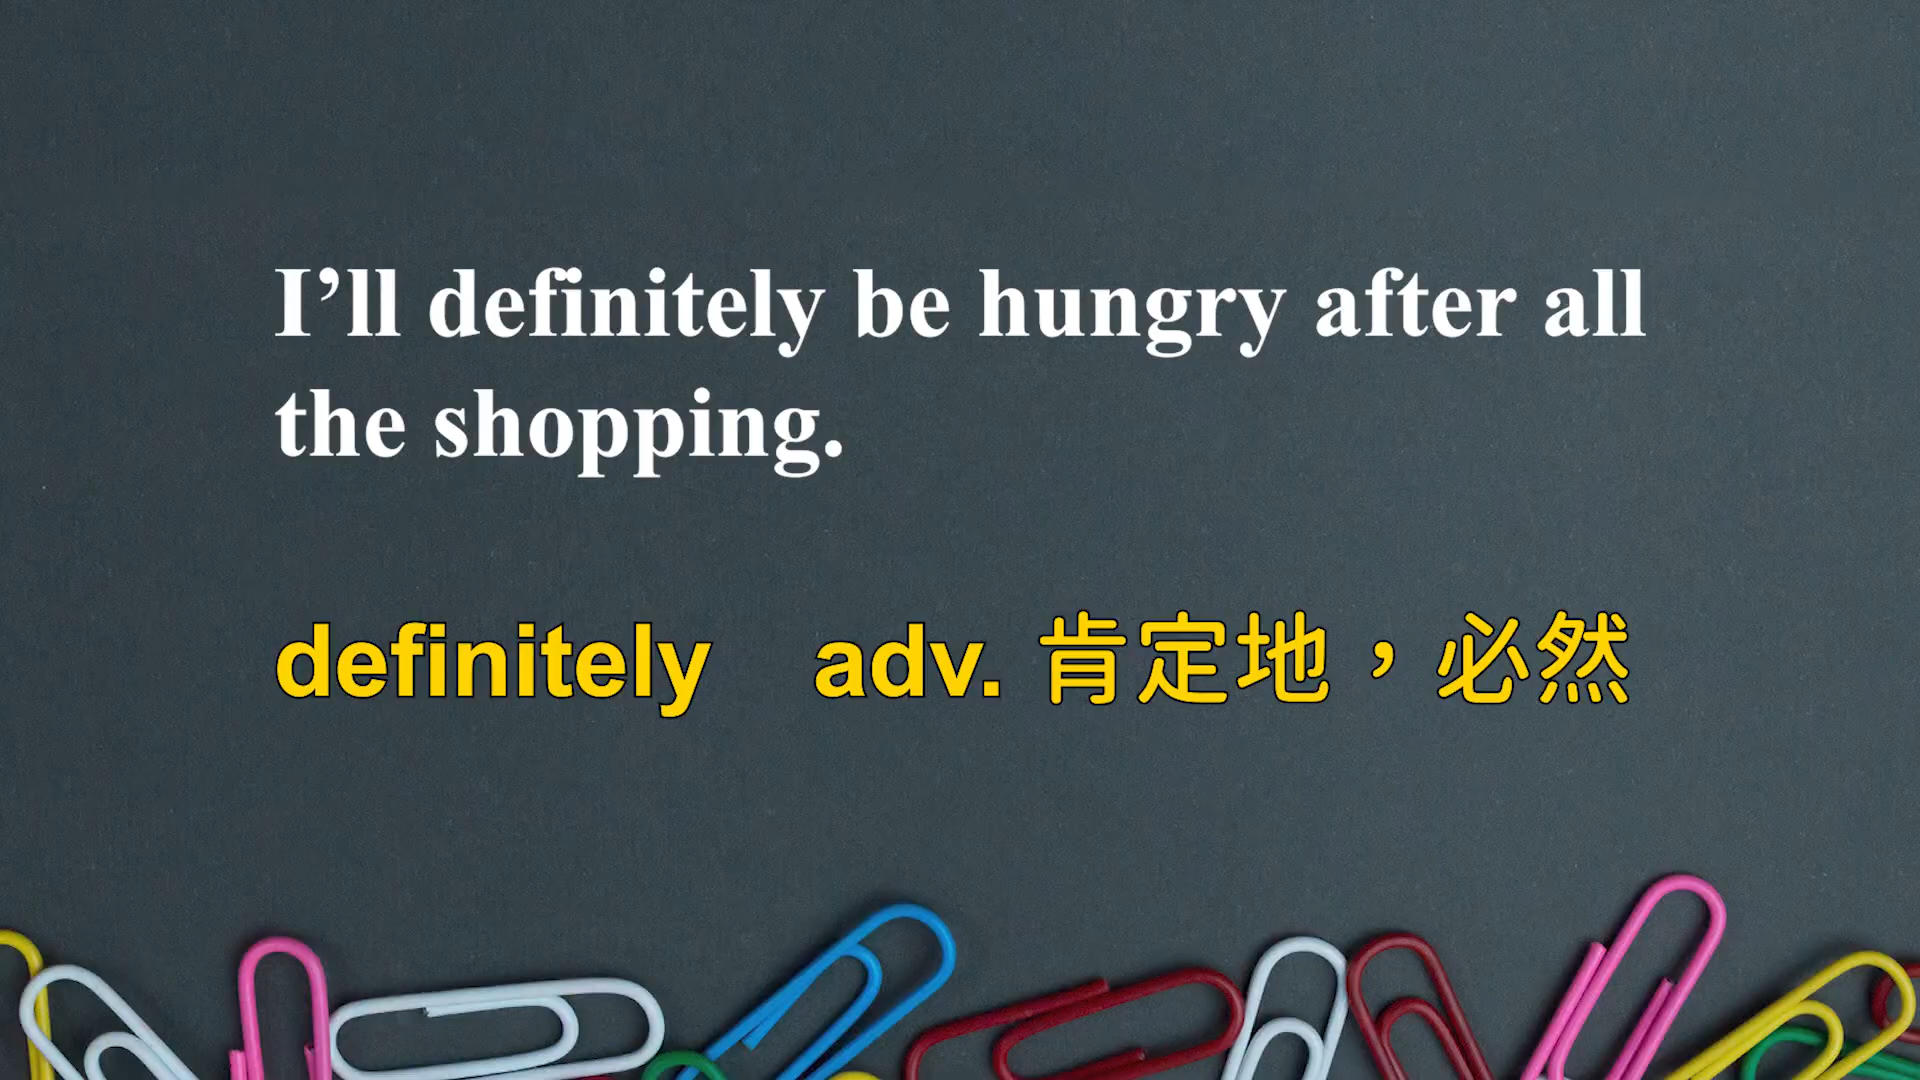 I’ll definitely be hungry after all
the shopping.
definitely adv. 肯定地，必然